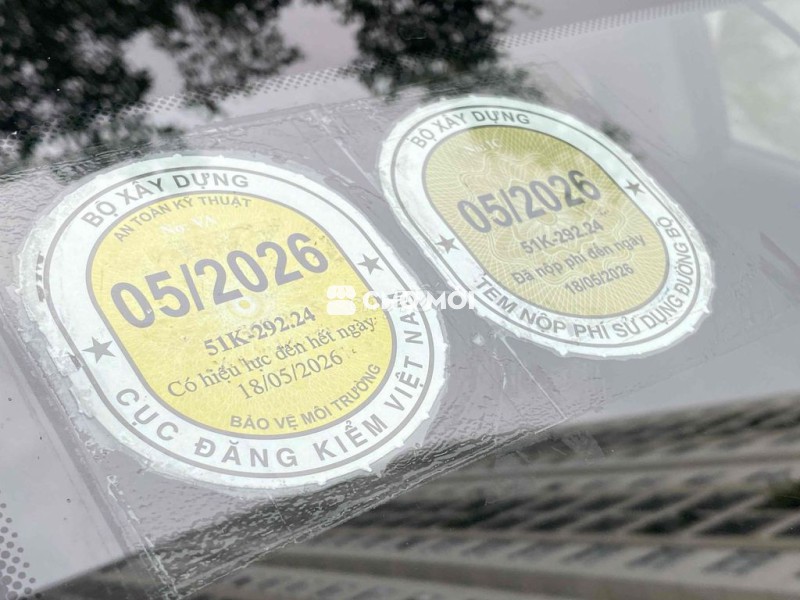 BỘ XÂY DỰNG
AN TOÀN KỸ THUẬT
05/2026
51K-292.24
Có hiệu lực đến hết ngày:
18/05/2026
BẢO VỆ MÔI TRƯỜNG
CỤC ĐĂNG KIỂM VIỆT NAM
BỘ XÂY DỰNG
05/2026
51K-292.24
Đã nộp phí đến ngày
18/05/2026
TEM NỘP PHÍ SỬ DỤNG ĐƯỜNG BỘ
CHỢ TỐT